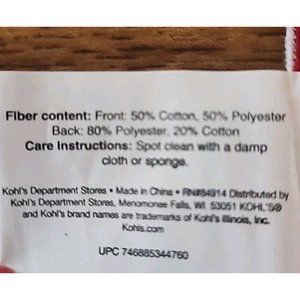 Fiber content: Front: 50% Cotton, 50% Polyester
Back: 80% Polyester, 20% Cotton
Care Instructions: Spot clean with a damp
cloth or sponge.
Kohl's Department Stores • Made in China • RN#84914 Distributed by
Kohl's Department Stores, Menomonee Falls, WI 53051 KOHL'S®
and Kohl's brand names are trademarks of Kohl's Illinois, Inc.
Kohls.com
UPC 746885344760